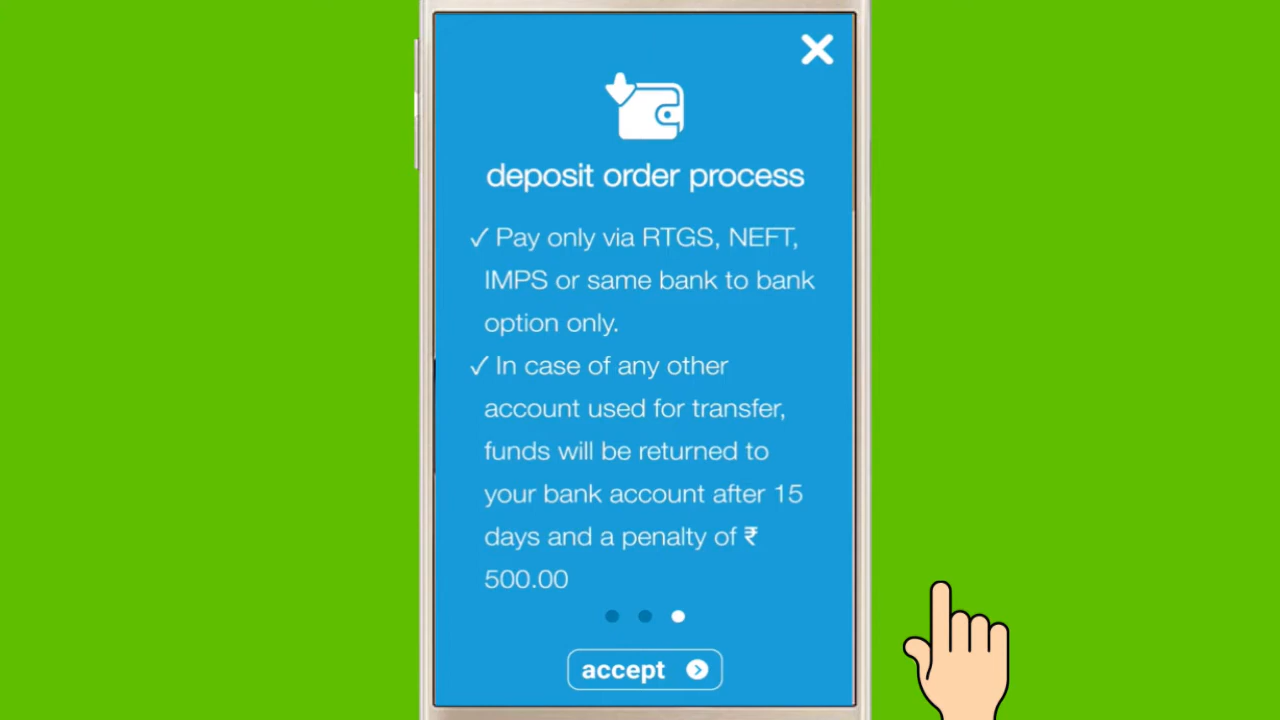 deposit order process
✓ Pay only via RTGS, NEFT,
IMPS or same bank to bank
option only.
✓ In case of any other
account used for transfer,
funds will be returned to
your bank account after 15
days and a penalty of ₹
500.00
accept